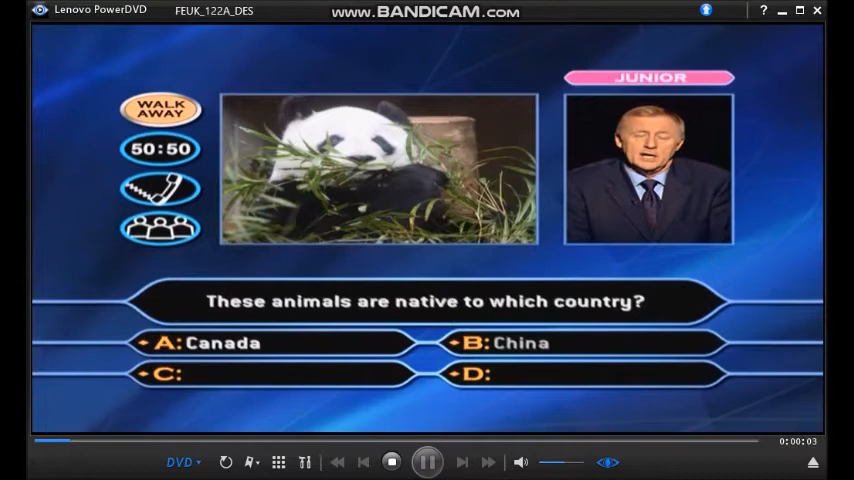 Lenovo PowerDVD
FEUK_122A_DES
www.BANDICAM.com
?
JUNIOR
WALK
AWAY
50:50
These animals are native to which country?
A: Canada
B: China
C:
D:
0:00:03
DVD